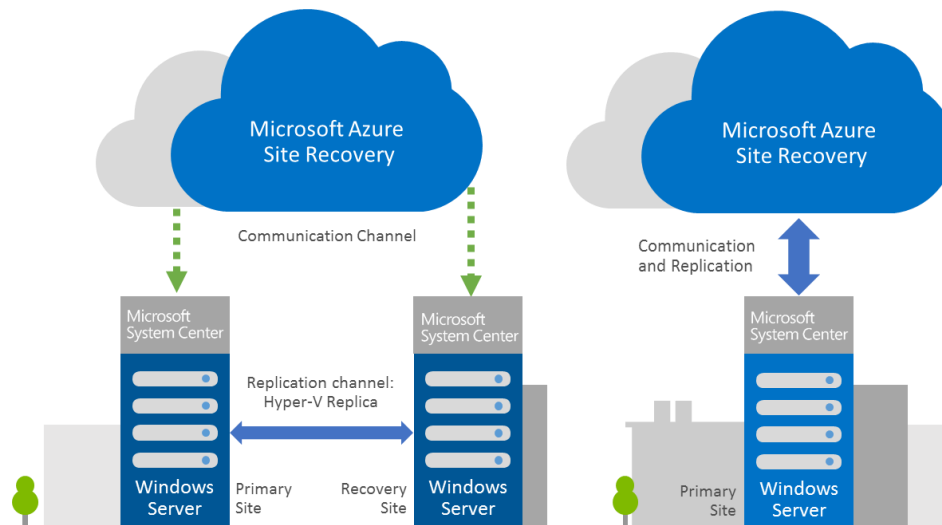 Microsoft Azure
Site Recovery
Communication Channel
Microsoft
System Center
Microsoft
System Center
Replication channel:
Hyper-V Replica
Windows
Server
Primary
Site
Recovery
Site
Windows
Server
Microsoft Azure
Site Recovery
Communication
and Replication
Microsoft
System Center
Primary
Site
Windows
Server